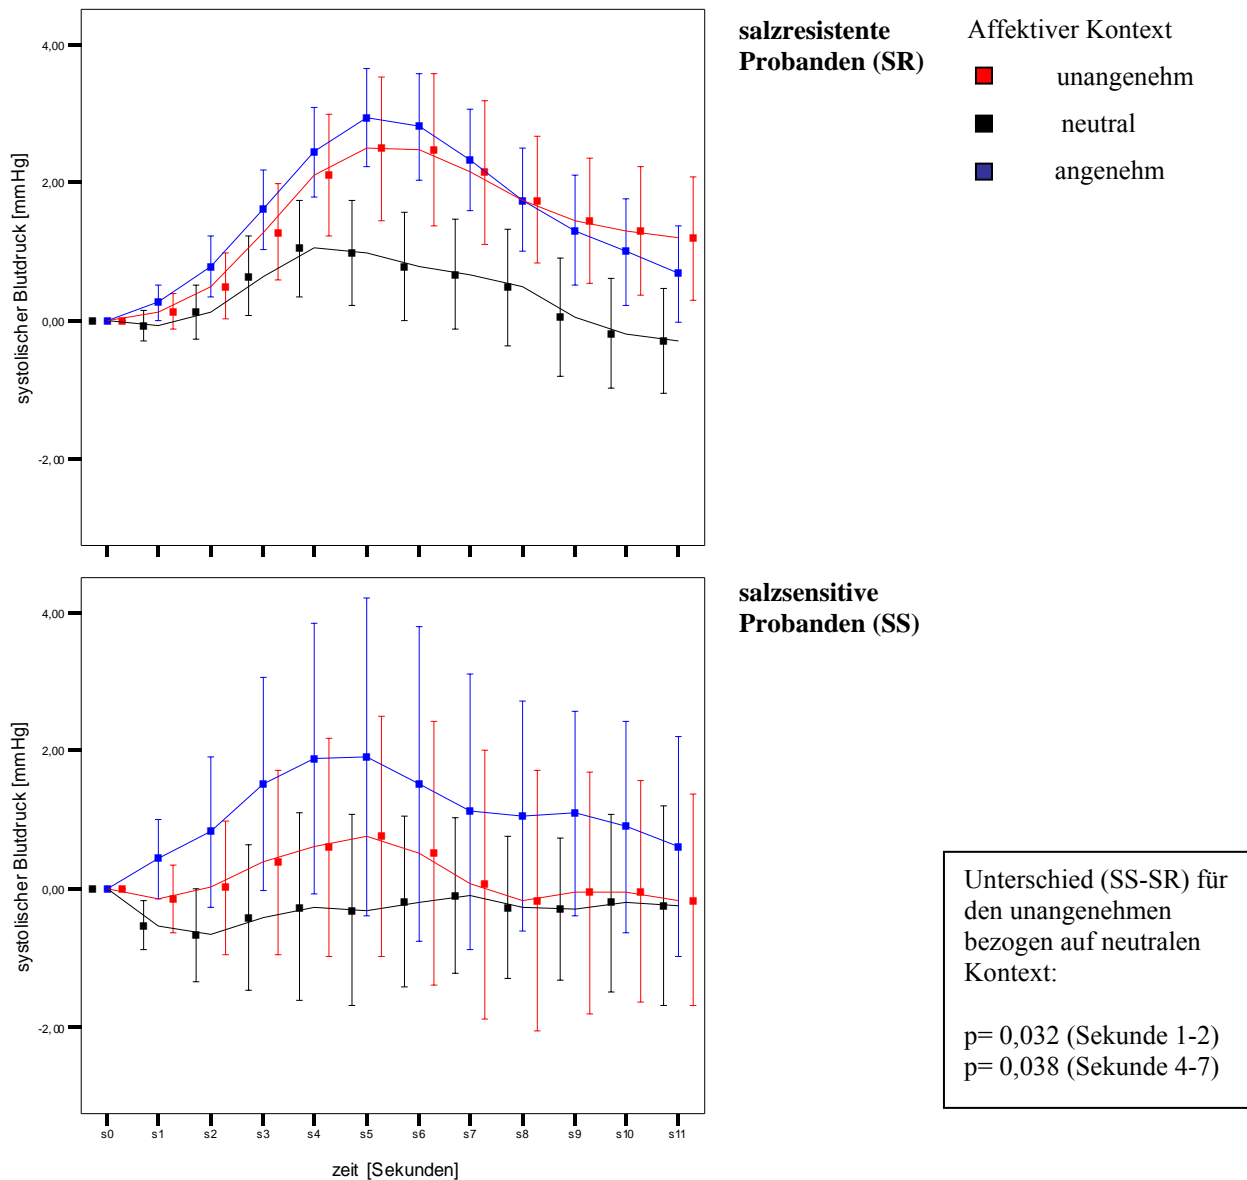 salzresistente
Probanden (SR)
Affektiver Kontext
unangenehm
neutral
angenehm
systolischer Blutdruck [mmHg]
4,00
2,00
0,00
-2,00
salzsensitive
Probanden (SS)
systolischer Blutdruck [mmHg]
4,00
2,00
0,00
-2,00
s0 s1 s2 s3 s4 s5 s6 s7 s8 s9 s10 s11
zeit [Sekunden]
Unterschied (SS-SR) für
den unangenehmen
bezogen auf neutralen
Kontext:
p= 0,032 (Sekunde 1-2)
p= 0,038 (Sekunde 4-7)